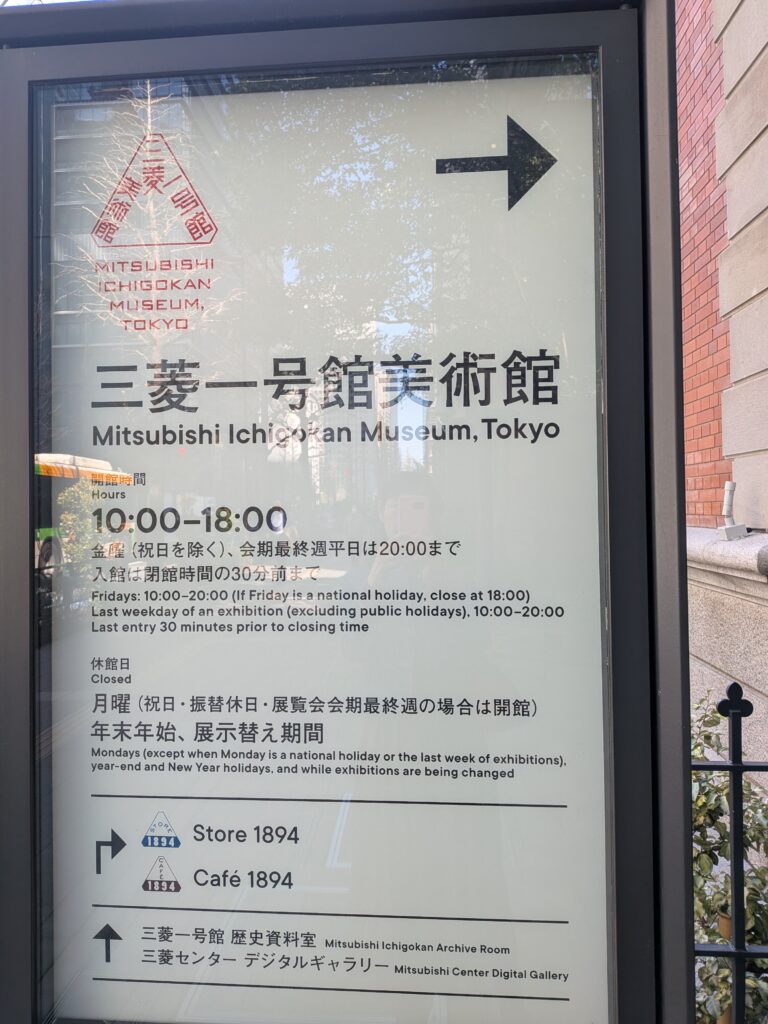 三菱一号館美術館
MITSUBISHI
ICHIGOKAN
MUSEUM,
TOKYO
三菱一号館美術館
Mitsubishi Ichigokan Museum, Tokyo
開館時間
Hours
10:00–18:00
金曜（祝日を除く）、会期最終週平日は20:00まで
入館は閉館時間の30分前まで
Fridays: 10:00–20:00 (If Friday is a national holiday, close at 18:00)
Last weekday of an exhibition (excluding public holidays), 10:00–20:00
Last entry 30 minutes prior to closing time
休館日
Closed
月曜（祝日・振替休日・展覧会会期最終週の場合は開館）
年末年始、展示替え期間
Mondays (except when Monday is a national holiday or the last week of exhibitions),
year-end and New Year holidays, and while exhibitions are being changed
STORE
1894
Store 1894
CAFE
1894
Café 1894
三菱一号館 歴史資料室 Mitsubishi Ichigokan Archive Room
三菱センター デジタルギャラリー Mitsubishi Center Digital Gallery